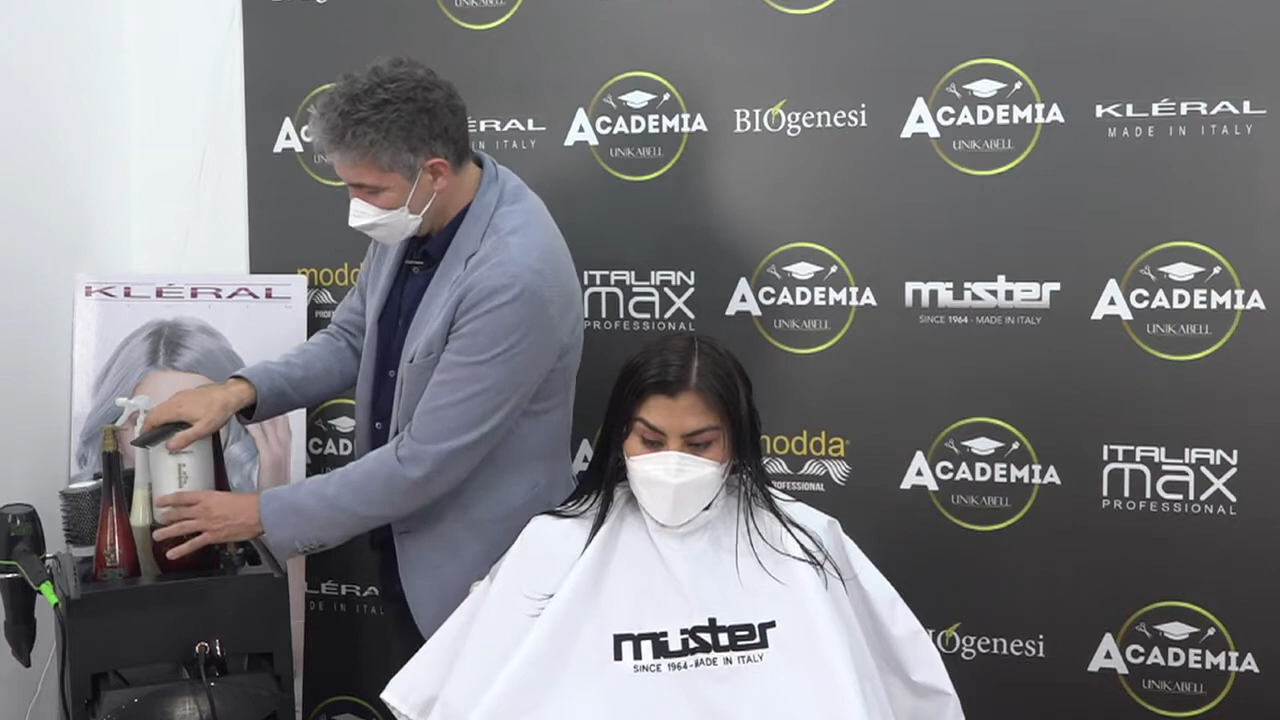 UNIKABELL
ACADEMIA
UNIKABELL
BIOgenesi
ACADEMIA
UNIKABELL
KLÉRAL
MADE IN ITALY
KLÉRAL
modda
ITALIAN
max
PROFESSIONAL
ACADEMIA
UNIKABELL
müster
SINCE 1964 - MADE IN ITALY
ACADEMIA
UNIKABELL
modda
PROFESSIONAL
ACADEMIA
UNIKABELL
ITALIAN
max
PROFESSIONAL
müster
SINCE 1964 - MADE IN ITALY
BIOgenesi
ACADEMIA
UNIKABELL